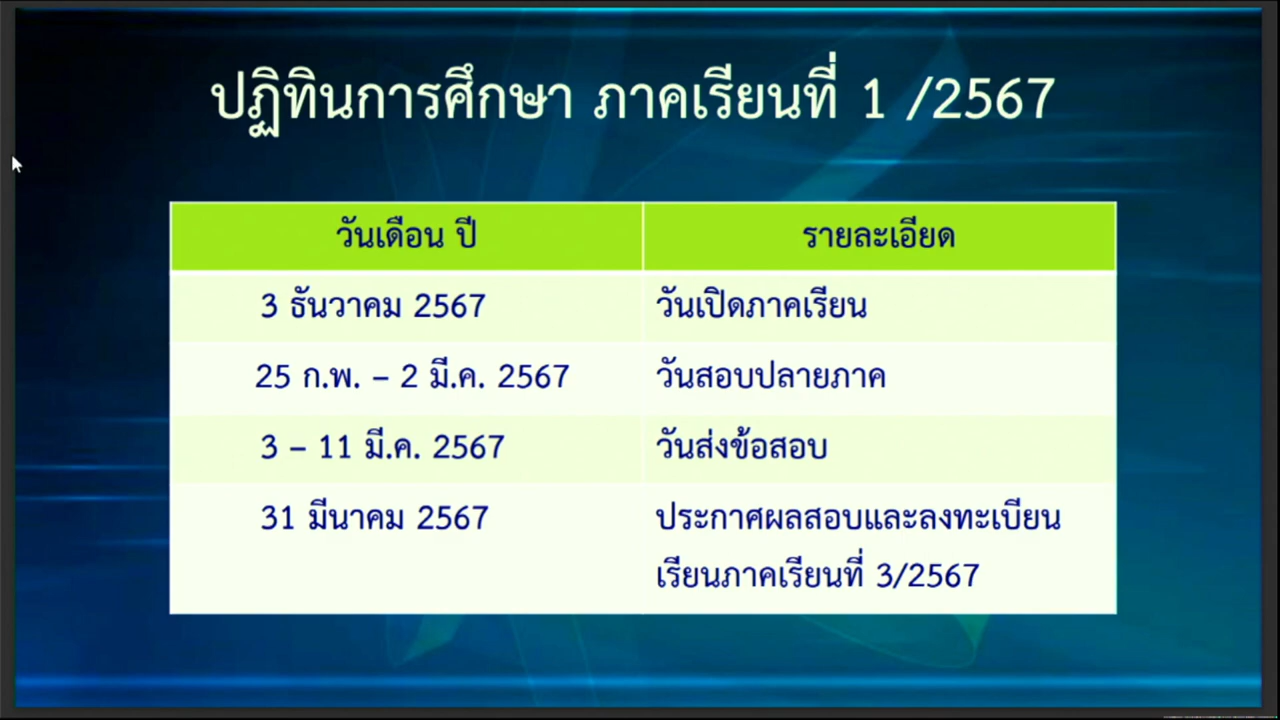 ปฏิทินการศึกษา ภาคเรียนที่ 1 /2567
วันเดือน ปี รายละเอียด
3 ธันวาคม 2567 วันเปิดภาคเรียน
25 ก.พ. – 2 มี.ค. 2567 วันสอบปลายภาค
3 – 11 มี.ค. 2567 วันส่งข้อสอบ
31 มีนาคม 2567 ประกาศผลสอบและลงทะเบียน
เรียนภาคเรียนที่ 3/2567